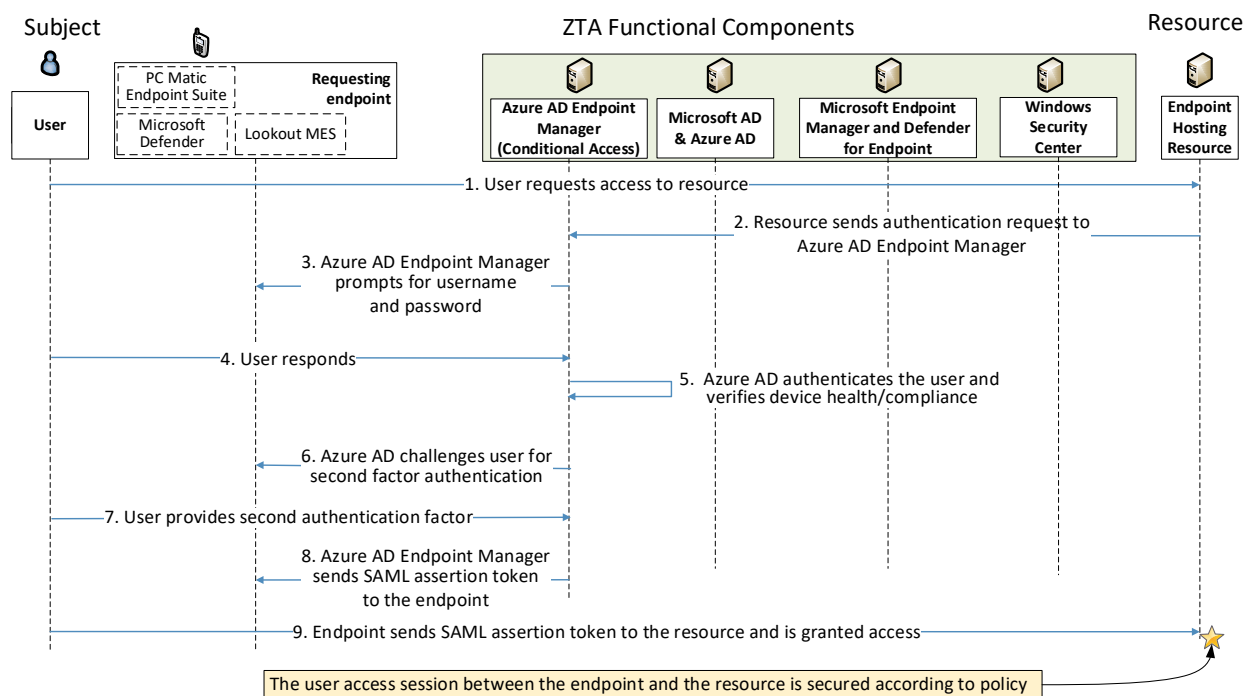 Subject
ZTA Functional Components
Resource
User
PC Matic
Endpoint Suite
Requesting
endpoint
Microsoft
Defender
Lookout MES
Azure AD Endpoint
Manager
(Conditional Access)
Microsoft AD
& Azure AD
Microsoft Endpoint
Manager and Defender
for Endpoint
Windows
Security
Center
Endpoint
Hosting
Resource
1. User requests access to resource
2. Resource sends authentication request to
Azure AD Endpoint Manager
3. Azure AD Endpoint Manager
prompts for username
and password
4. User responds
5. Azure AD authenticates the user and
verifies device health/compliance
6. Azure AD challenges user for
second factor authentication
7. User provides second authentication factor
8. Azure AD Endpoint Manager
sends SAML assertion token
to the endpoint
9. Endpoint sends SAML assertion token to the resource and is granted access
The user access session between the endpoint and the resource is secured according to policy